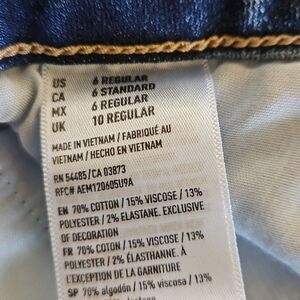 US 6 REGULAR
CA 6 STANDARD
MX 6 REGULAR
UK 10 REGULAR
MADE IN VIETNAM / FABRIQUÉ AU
VIETNAM / HECHO EN VIETNAM
RN 54485/CA 03873
RFC# AEM120605U9A
EN 70% COTTON / 15% VISCOSE / 13%
POLYESTER / 2% ELASTANE. EXCLUSIVE
OF DECORATION
FR 70% COTON / 15% VISCOSE / 13%
POLYESTER / 2% ÉLASTHANNE. À
L'EXCEPTION DE LA GARNITURE
SP 70% algodón / 15% viscosa / 13%